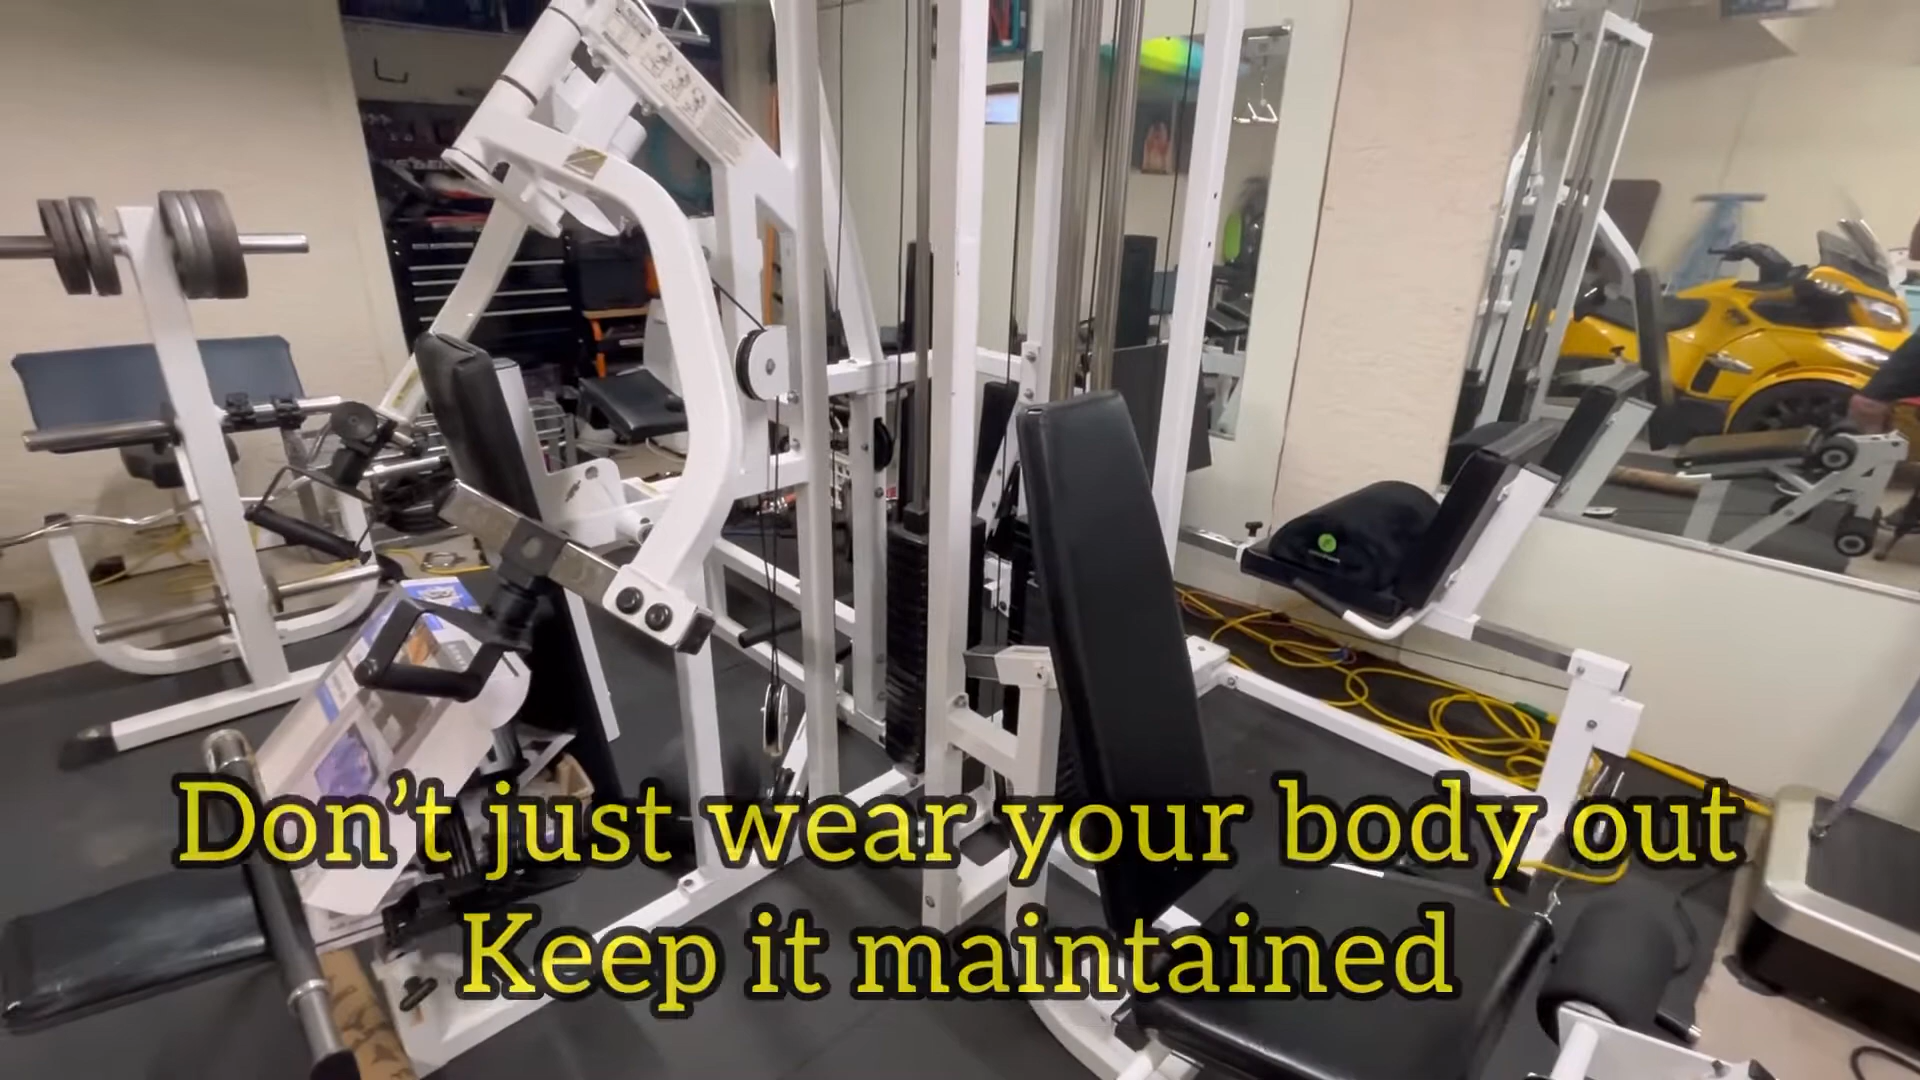 Don’t just wear your body out
Keep it maintained